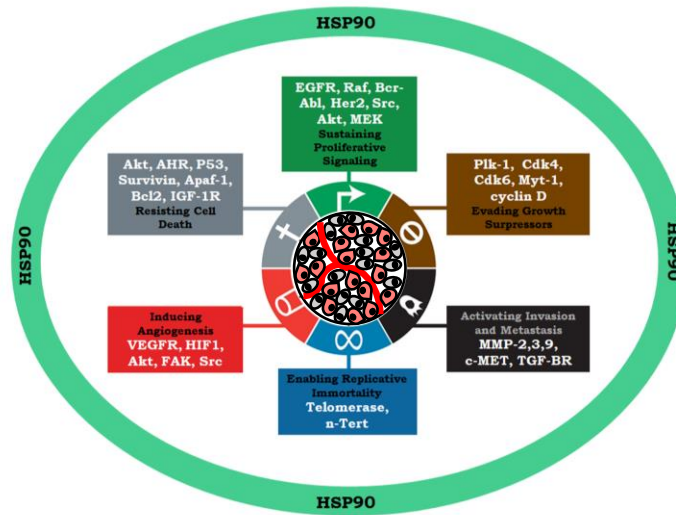 HSP90
EGFR, Raf, Bcr-
Abl, Her2, Src,
Akt, MEK
Sustaining
Proliferative
Signaling
Akt, AHR, P53,
Survivin, Apaf-1,
Bcl2, IGF-1R
Resisting Cell
Death
Plk-1, Cdk4,
Cdk6, Myt-1,
cyclin D
Evading Growth
Surpressors
HSP90
HSP90
Inducing
Angiogenesis
VEGFR, HIF1,
Akt, FAK, Src
Activating Invasion
and Metastasis
MMP-2,3,9,
c-MET, TGF-BR
Enabling Replicative
Immortality
Telomerase,
n-Tert
HSP90